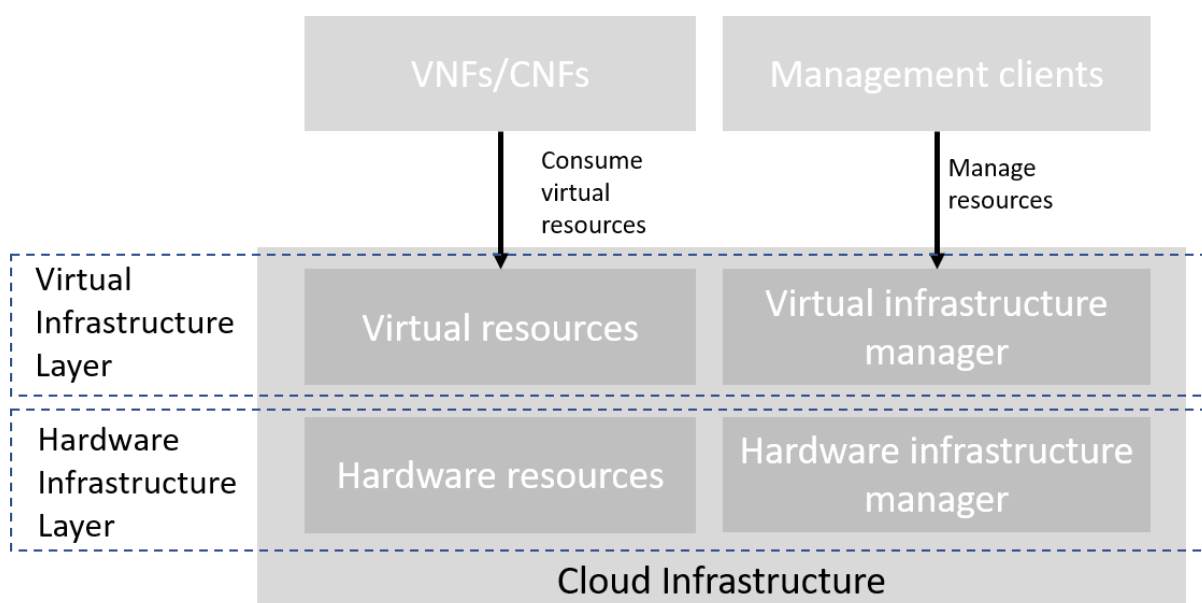 VNFs/CNFs
Management clients
Consume
virtual
resources
Manage
resources
Virtual
Infrastructure
Layer
Virtual resources
Virtual infrastructure
manager
Hardware
Infrastructure
Layer
Hardware resources
Hardware infrastructure
manager
Cloud Infrastructure